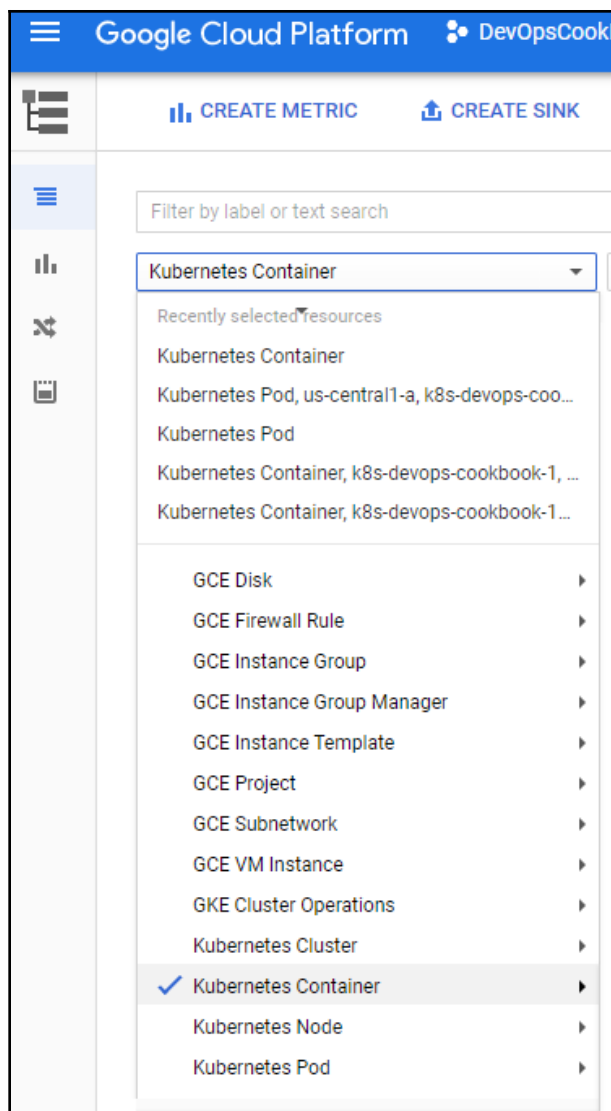 Google Cloud Platform DevOpsCooki
CREATE METRIC CREATE SINK
Filter by label or text search
Kubernetes Container
Recently selected resources
Kubernetes Container
Kubernetes Pod, us-central1-a, k8s-devops-coo...
Kubernetes Pod
Kubernetes Container, k8s-devops-cookbook-1, ...
Kubernetes Container, k8s-devops-cookbook-1...
GCE Disk
GCE Firewall Rule
GCE Instance Group
GCE Instance Group Manager
GCE Instance Template
GCE Project
GCE Subnetwork
GCE VM Instance
GKE Cluster Operations
Kubernetes Cluster
Kubernetes Container
Kubernetes Node
Kubernetes Pod